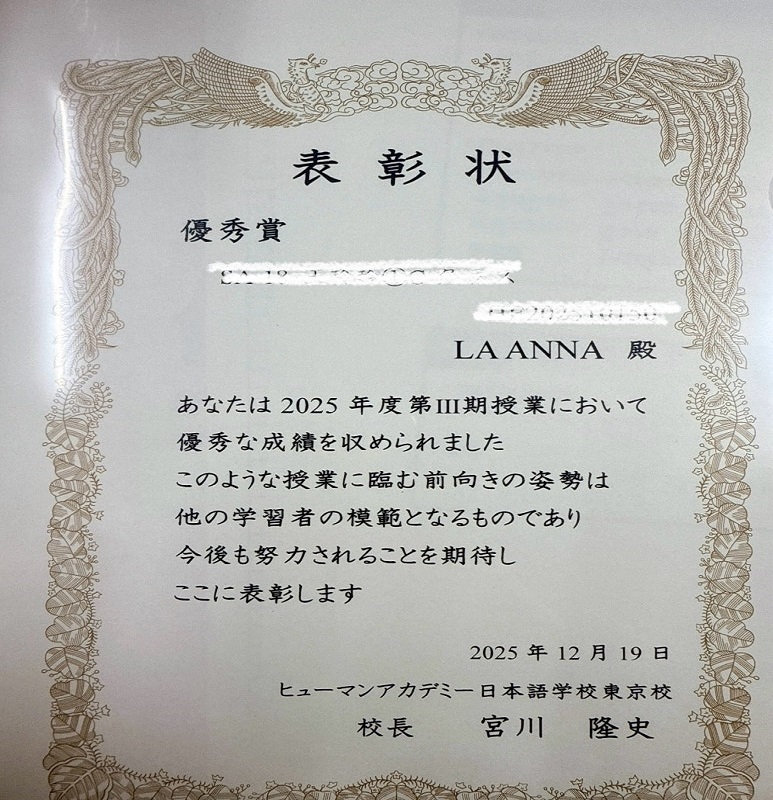 表彰状
優秀賞
LA ANNA 殿
あなたは 2025 年度第III期授業において
優秀な成績を収められました
このような授業に臨む前向きの姿勢は
他の学習者の模範となるものであり
今後も努力されることを期待し
ここに表彰します
2025 年 12 月 19 日
ヒューマンアカデミー日本語学校東京校
校長 宮川 隆史